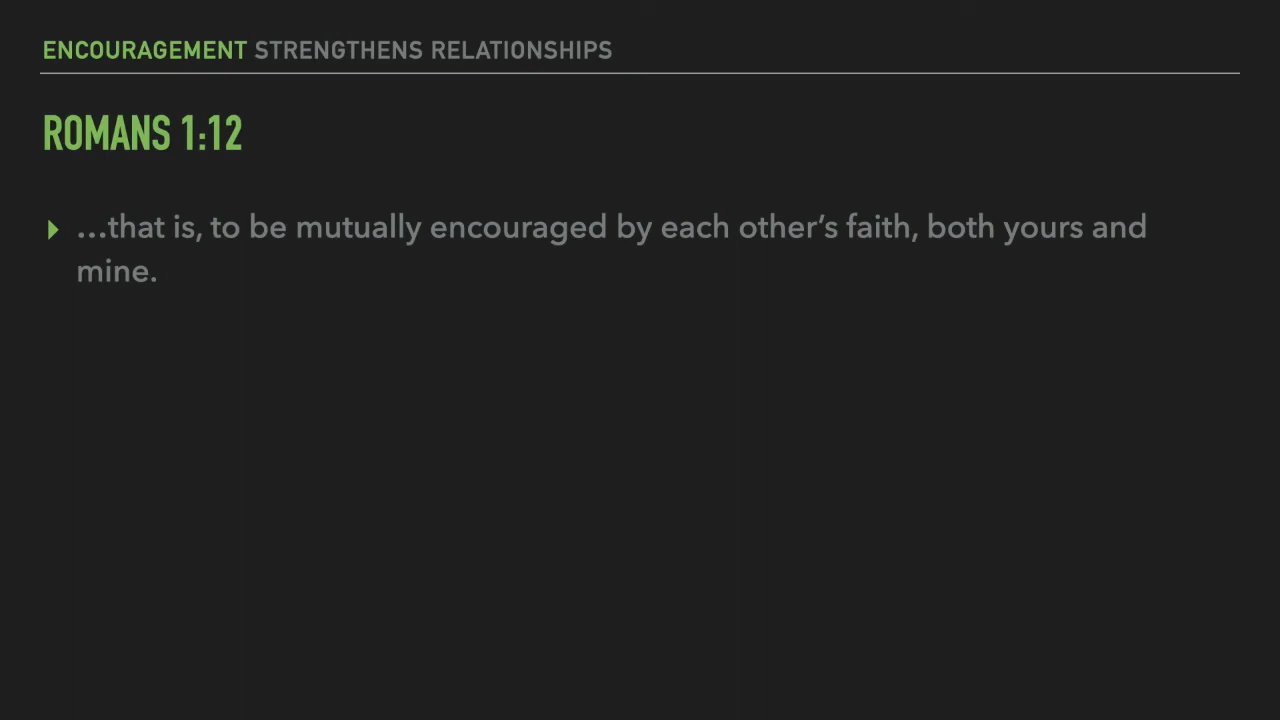 ENCOURAGEMENT STRENGTHENS RELATIONSHIPS
ROMANS 1:12
…that is, to be mutually encouraged by each other’s faith, both yours and
mine.